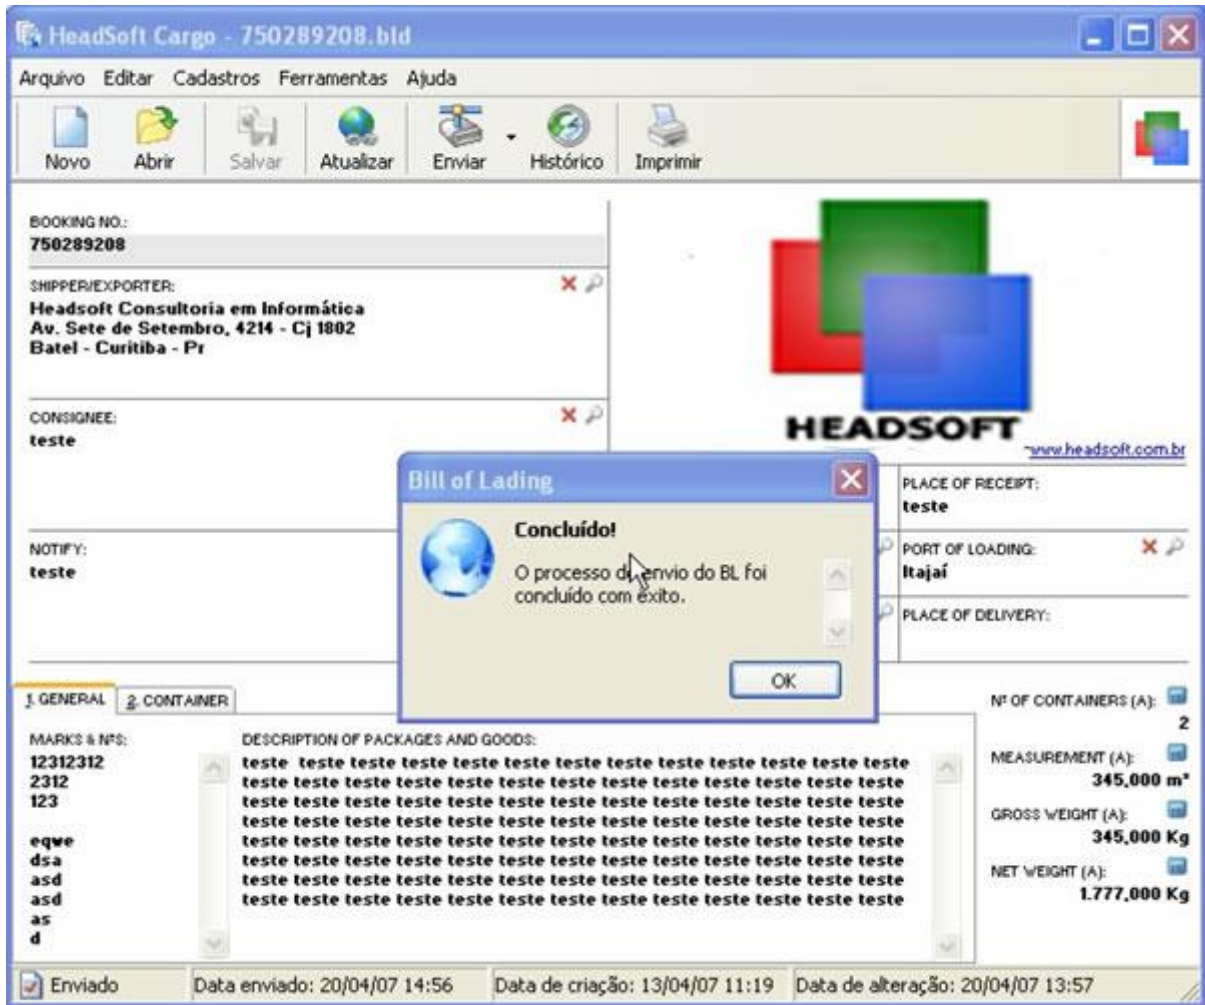 HeadSoft Cargo - 750289208.bld
Arquivo Editar Cadastros Ferramentas Ajuda
Novo Abrir Salvar Atualizar Enviar Histórico Imprimir
BOOKING NO.:
750289208
SHIPPER/EXPORTER:
Headsoft Consultoria em Informática
Av. Sete de Setembro, 4214 - Cj 1802
Batel - Curitiba - Pr
CONSIGNEE:
teste
NOTIFY:
teste
HEADSOFT
www.headsoft.com.br
PLACE OF RECEIPT:
teste
PORT OF LOADING:
Itajaí
PLACE OF DELIVERY:
Bill of Lading
Concluído!
O processo de envio do BL foi
concluído com êxito.
OK
1. GENERAL 2. CONTAINER
MARKS & NºS:
12312312
2312
123
eqwe
dsa
asd
asd
as
d
DESCRIPTION OF PACKAGES AND GOODS:
teste teste teste teste teste teste teste teste teste teste teste teste teste
teste teste teste teste teste teste teste teste teste teste teste teste teste
teste teste teste teste teste teste teste teste teste teste teste teste teste
teste teste teste teste teste teste teste teste teste teste teste teste teste
teste teste teste teste teste teste teste teste teste teste teste teste teste
teste teste teste teste teste teste teste teste teste teste teste teste teste
teste teste teste teste teste teste teste teste teste teste teste teste teste
teste teste teste teste teste teste teste teste teste teste teste teste teste
Nº OF CONTAINERS (A):
2
MEASUREMENT (A):
345,000 m³
GROSS WEIGHT (A):
345,000 Kg
NET WEIGHT (A):
1.777,000 Kg
Enviado Data enviado: 20/04/07 14:56 Data de criação: 13/04/07 11:19 Data de alteração: 20/04/07 13:57